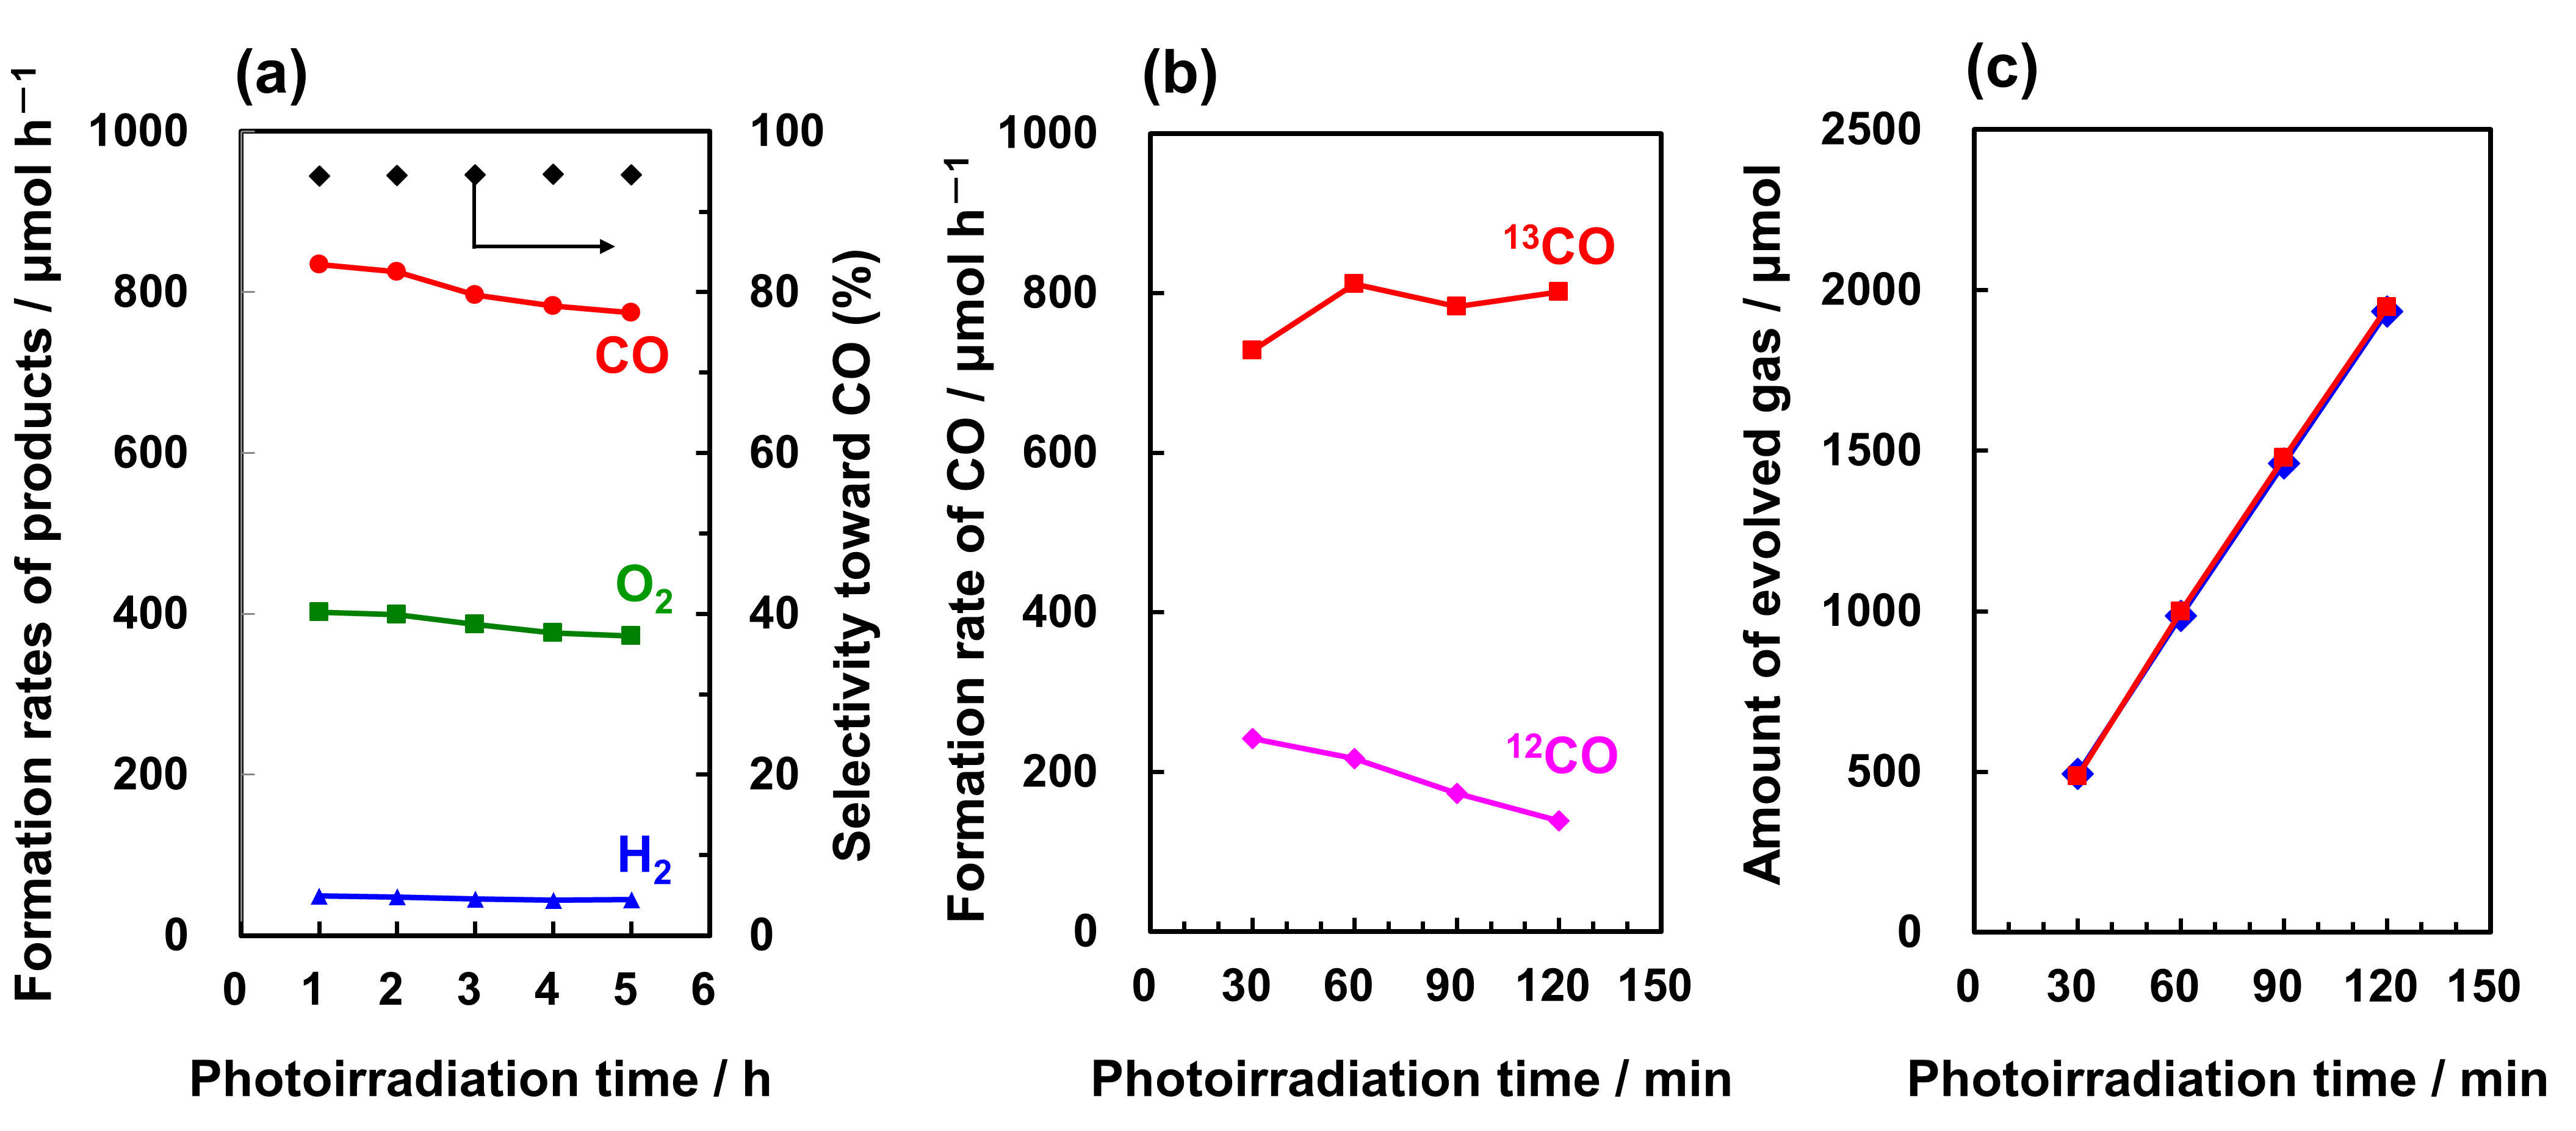 (a)
Formation rates of products / µmol h⁻¹
1000
800
600
400
200
0
100
80
60
40
20
0
Selectivity toward CO (%)
CO
O₂
H₂
0 1 2 3 4 5 6
Photoirradiation time / h
(b)
Formation rate of CO / µmol h⁻¹
1000
800
600
400
200
0
¹³CO
¹²CO
0 30 60 90 120 150
Photoirradiation time / min
(c)
Amount of evolved gas / µmol
2500
2000
1500
1000
500
0
0 30 60 90 120 150
Photoirradiation time / min